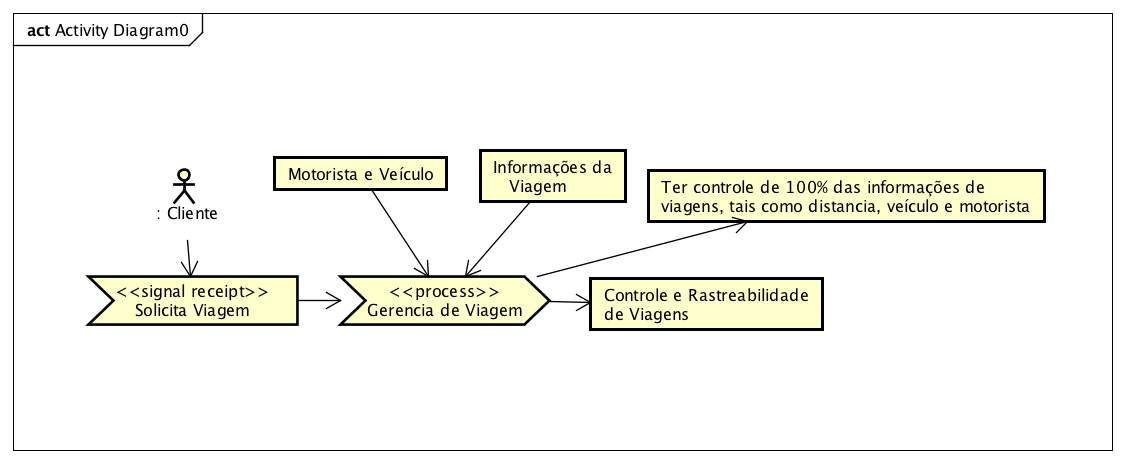 act Activity Diagram0
: Cliente
Motorista e Veículo
Informações da
Viagem
Ter controle de 100% das informações de
viagens, tais como distancia, veículo e motorista
<<signal receipt>>
Solicita Viagem
<<process>>
Gerencia de Viagem
Controle e Rastreabilidade
de Viagens